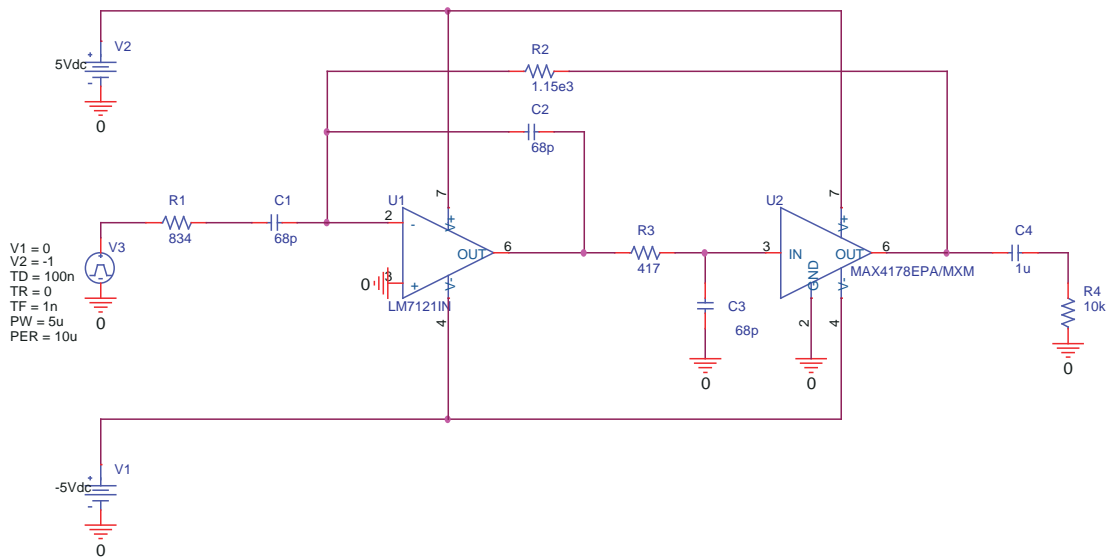 V2
5Vdc
0
R2
1.15e3
C2
68p
R1
834
C1
68p
U1
7
2
-
V+
OUT
6
0
3
+
V-
LM7121IN
4
R3
417
C3
68p
0
U2
7
3
IN
V+
OUT
6
GND
V-
MAX4178EPA/MXM
2
4
0
C4
1u
R4
10k
0
V3
+
-
V1 = 0
V2 = -1
TD = 100n
TR = 0
TF = 1n
PW = 5u
PER = 10u
0
V1
-5Vdc
0